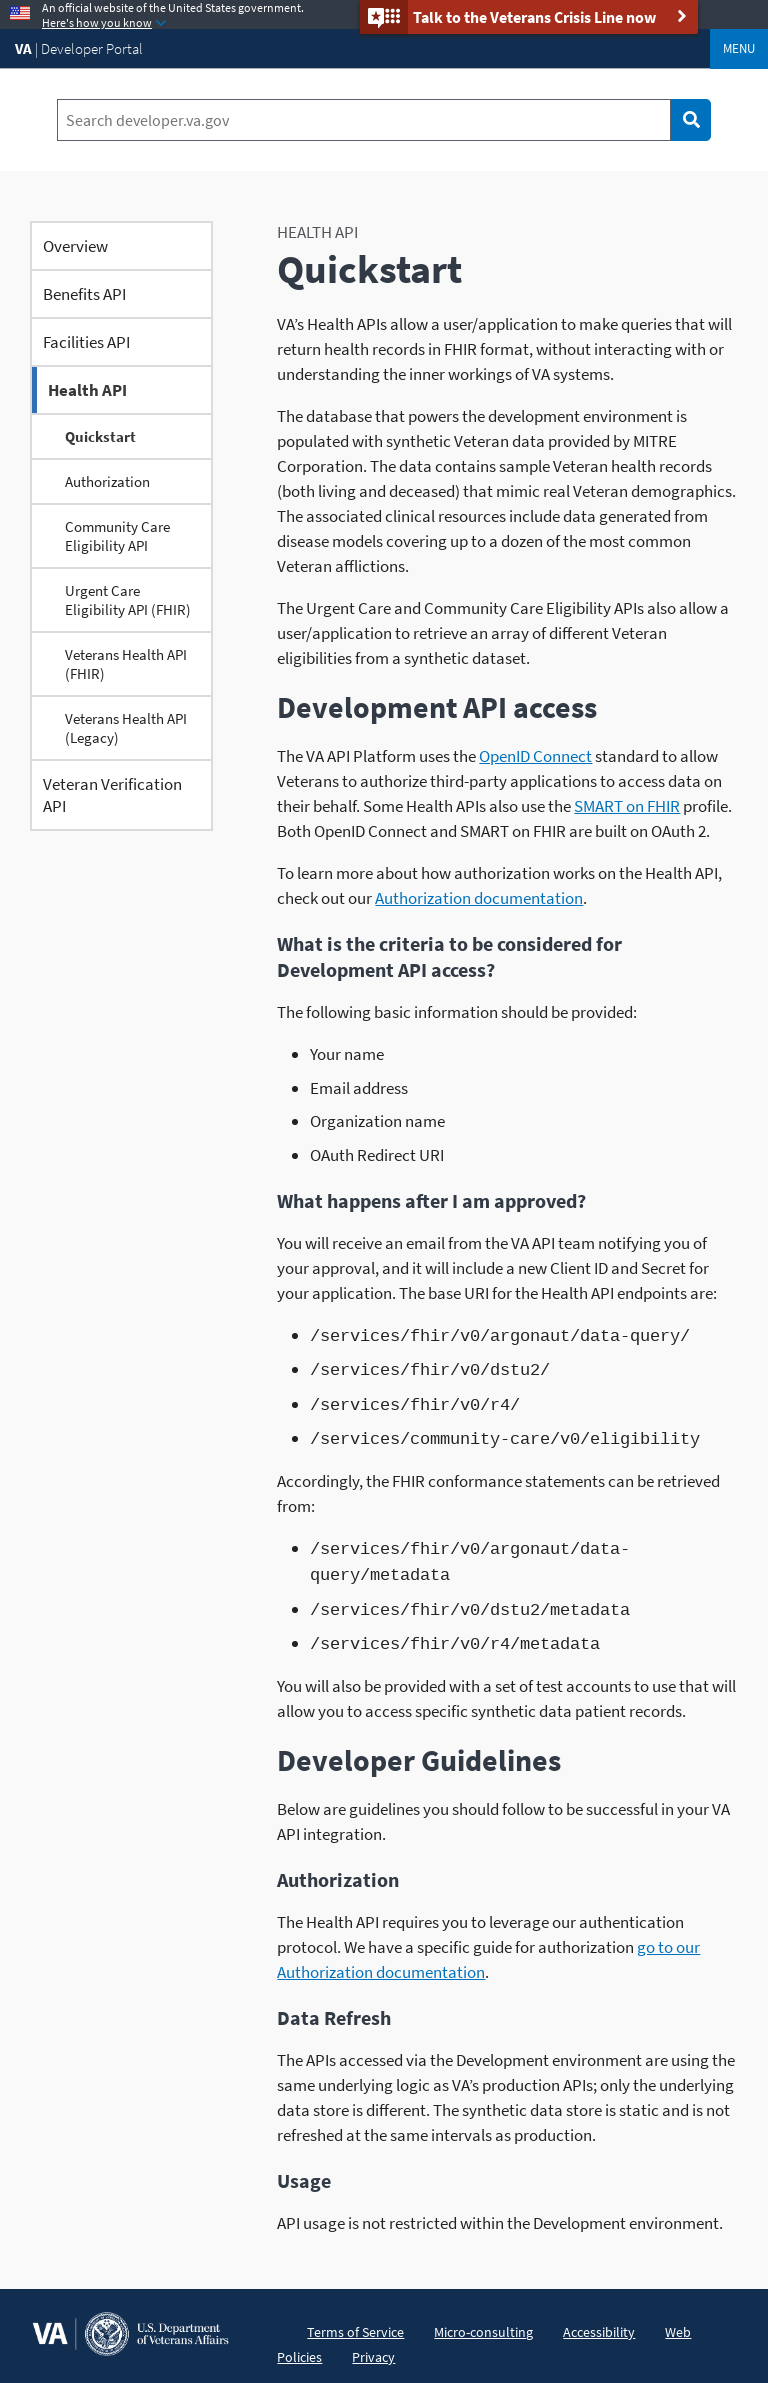 An official website of the United States government.
Here's how you know
Talk to the Veterans Crisis Line now
VA | Developer Portal
MENU
Search developer.va.gov
Overview
Benefits API
Facilities API
Health API
Quickstart
Authorization
Community Care
Eligibility API
Urgent Care
Eligibility API (FHIR)
Veterans Health API
(FHIR)
Veterans Health API
(Legacy)
Veteran Verification
API
HEALTH API
Quickstart
VA’s Health APIs allow a user/application to make queries that will
return health records in FHIR format, without interacting with or
understanding the inner workings of VA systems.
The database that powers the development environment is
populated with synthetic Veteran data provided by MITRE
Corporation. The data contains sample Veteran health records
(both living and deceased) that mimic real Veteran demographics.
The associated clinical resources include data generated from
disease models covering up to a dozen of the most common
Veteran afflictions.
The Urgent Care and Community Care Eligibility APIs also allow a
user/application to retrieve an array of different Veteran
eligibilities from a synthetic dataset.
Development API access
The VA API Platform uses the OpenID Connect standard to allow
Veterans to authorize third-party applications to access data on
their behalf. Some Health APIs also use the SMART on FHIR profile.
Both OpenID Connect and SMART on FHIR are built on OAuth 2.
To learn more about how authorization works on the Health API,
check out our Authorization documentation.
What is the criteria to be considered for
Development API access?
The following basic information should be provided:
• Your name
• Email address
• Organization name
• OAuth Redirect URI
What happens after I am approved?
You will receive an email from the VA API team notifying you of
your approval, and it will include a new Client ID and Secret for
your application. The base URI for the Health API endpoints are:
• /services/fhir/v0/argonaut/data-query/
• /services/fhir/v0/dstu2/
• /services/fhir/v0/r4/
• /services/community-care/v0/eligibility
Accordingly, the FHIR conformance statements can be retrieved
from:
• /services/fhir/v0/argonaut/data-
query/metadata
• /services/fhir/v0/dstu2/metadata
• /services/fhir/v0/r4/metadata
You will also be provided with a set of test accounts to use that will
allow you to access specific synthetic data patient records.
Developer Guidelines
Below are guidelines you should follow to be successful in your VA
API integration.
Authorization
The Health API requires you to leverage our authentication
protocol. We have a specific guide for authorization go to our
Authorization documentation.
Data Refresh
The APIs accessed via the Development environment are using the
same underlying logic as VA’s production APIs; only the underlying
data store is different. The synthetic data store is static and is not
refreshed at the same intervals as production.
Usage
API usage is not restricted within the Development environment.
VA
U.S. Department
of Veterans Affairs
Terms of Service Micro-consulting Accessibility Web
Policies Privacy